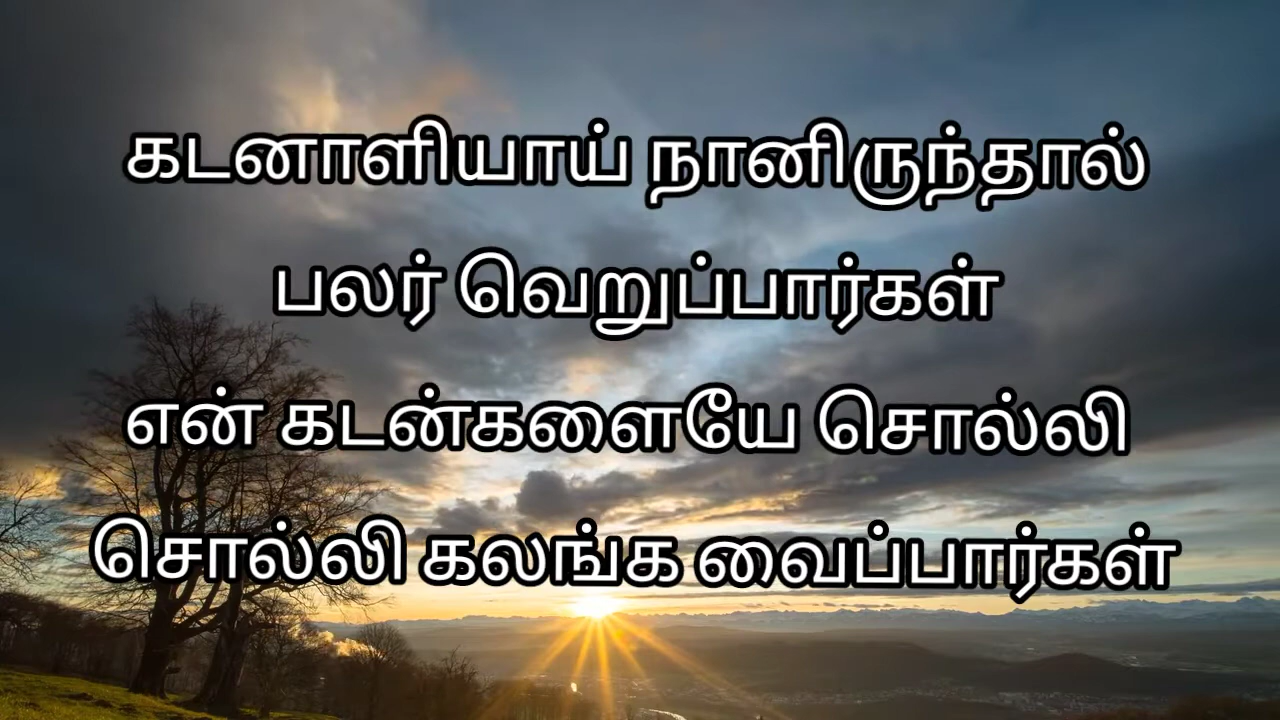 கடனாளியாய் நானிருந்தால்
பலர் வெறுப்பார்கள்
என் கடன்களையே சொல்லி
சொல்லி கலங்க வைப்பார்கள்